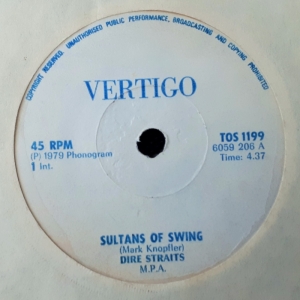 COPYRIGHT RESERVED. UNAUTHORISED PUBLIC PERFORMANCE, BROADCASTING AND COPYING PROHIBITED
VERTIGO
45 RPM
(P) 1979 Phonogram
1 Int.
TOS 1199
6059 206 A
Time: 4.37
SULTANS OF SWING
(Mark Knopfler)
DIRE STRAITS
M.P.A.